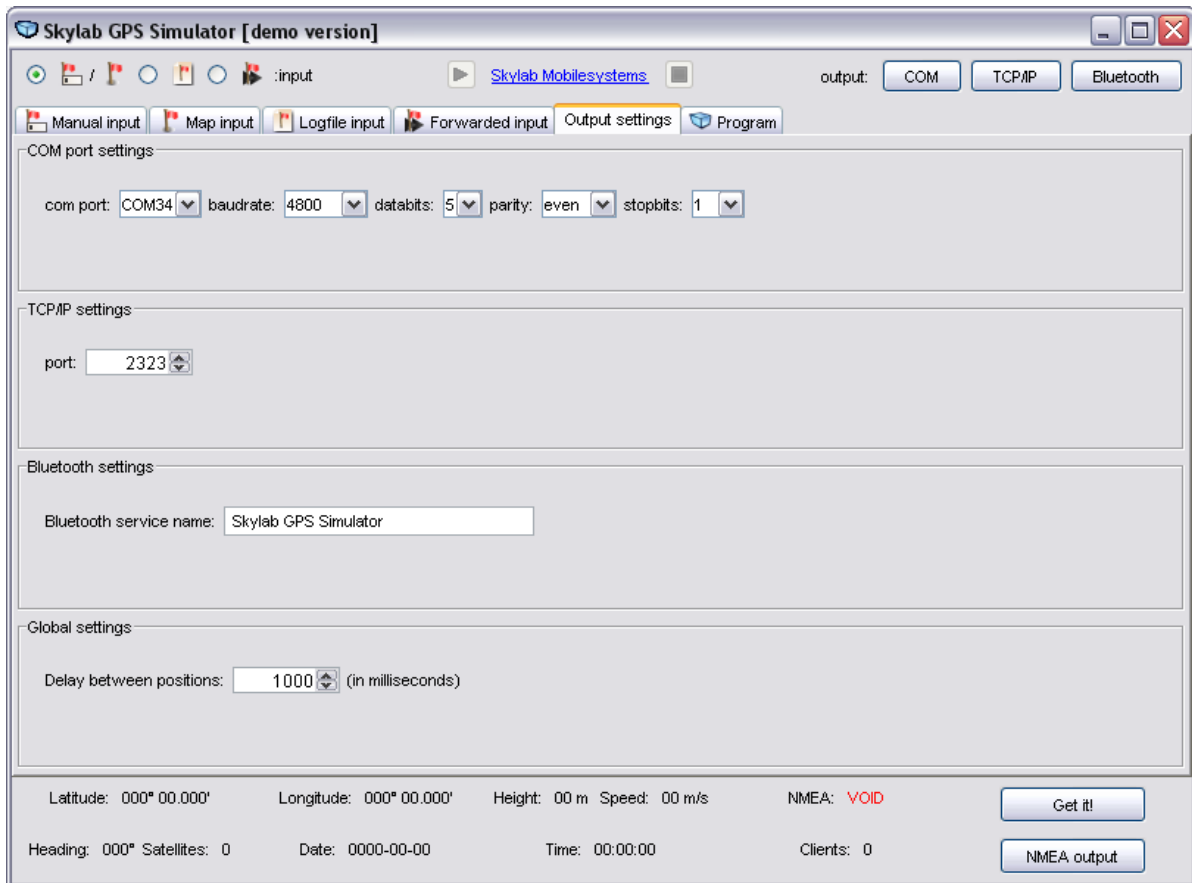 Skylab GPS Simulator [demo version]
/ :input Skylab Mobilesystems output: COM TCP/IP Bluetooth
Manual input Map input Logfile input Forwarded input Output settings Program
COM port settings
com port: COM34 baudrate: 4800 databits: 5 parity: even stopbits: 1
TCP/IP settings
port: 2323
Bluetooth settings
Bluetooth service name: Skylab GPS Simulator
Global settings
Delay between positions: 1000 (in milliseconds)
Latitude: 000° 00.000' Longitude: 000° 00.000' Height: 00 m Speed: 00 m/s NMEA: VOID Get it!
Heading: 000° Satellites: 0 Date: 0000-00-00 Time: 00:00:00 Clients: 0 NMEA output